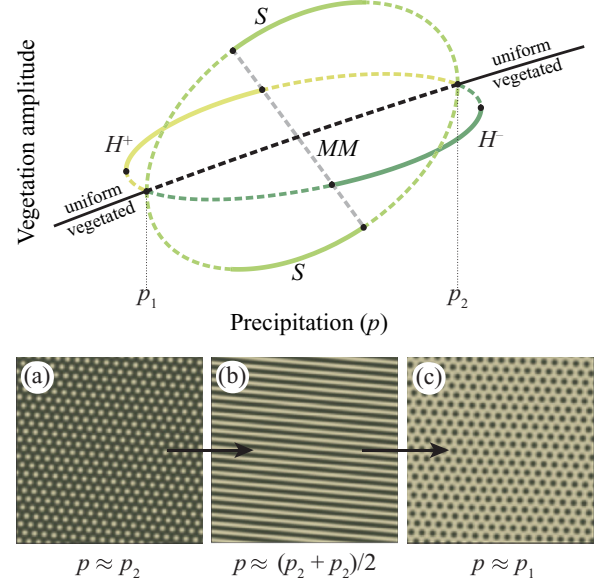 S
uniform
vegetated
Vegetation amplitude
H⁺
MM
H⁻
uniform
vegetated
S
p₁
p₂
Precipitation (p)
(a)
(b)
(c)
p ≈ p₂
p ≈ (p₂ + p₂)/2
p ≈ p₁